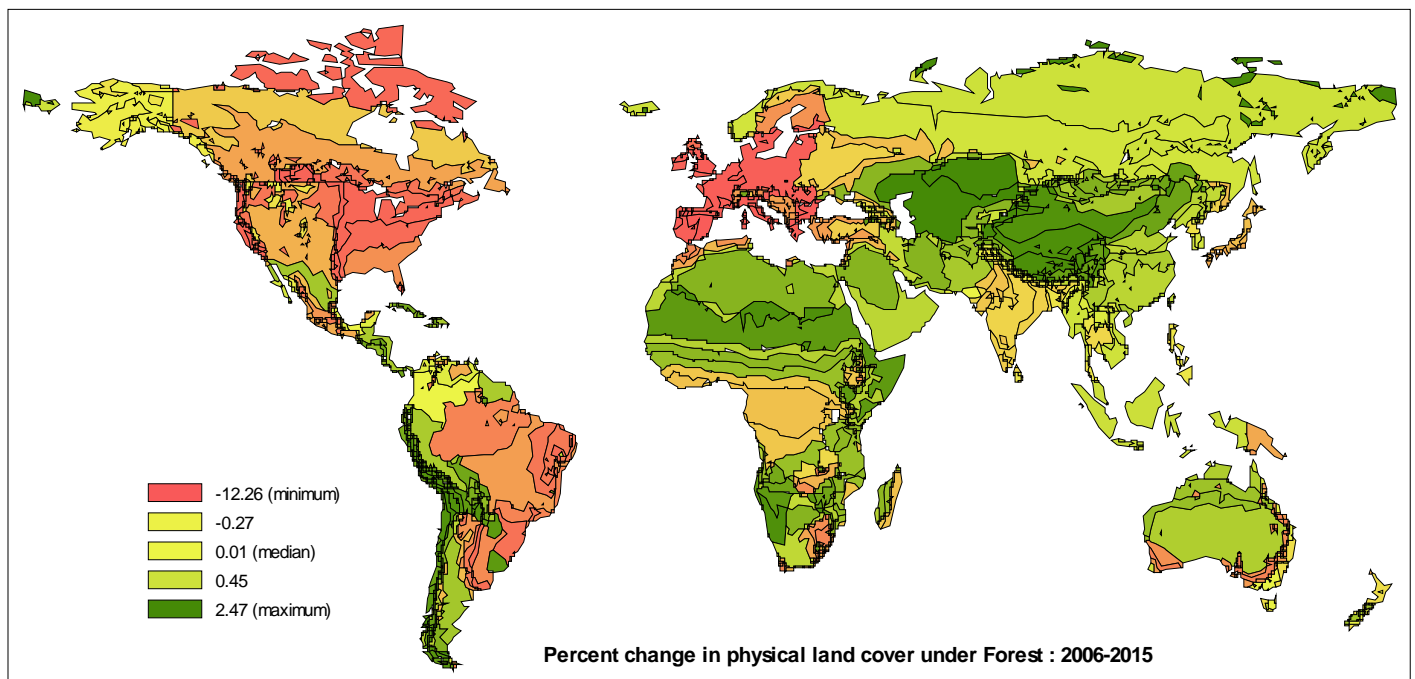 -12.26 (minimum)
-0.27
0.01 (median)
0.45
2.47 (maximum)
Percent change in physical land cover under Forest : 2006-2015